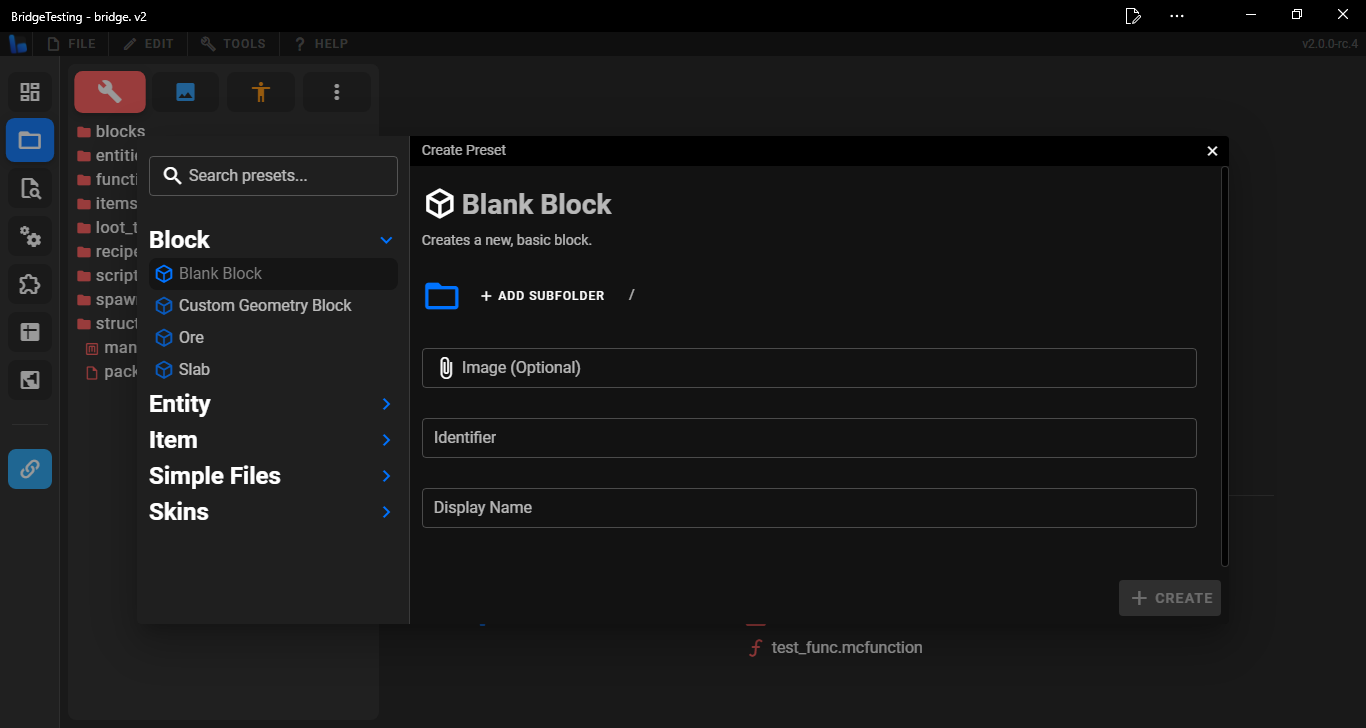 BridgeTesting - bridge. v2
FILE
EDIT
TOOLS
HELP
v2.0.0-rc.4
blocks
entiti
functi
items
loot_t
recipe
script
spaw
struct
man
pack
Search presets...
Block
Blank Block
Custom Geometry Block
Ore
Slab
Entity
Item
Simple Files
Skins
Create Preset
Blank Block
Creates a new, basic block.
+ ADD SUBFOLDER /
Image (Optional)
Identifier
Display Name
+ CREATE
test_func.mcfunction